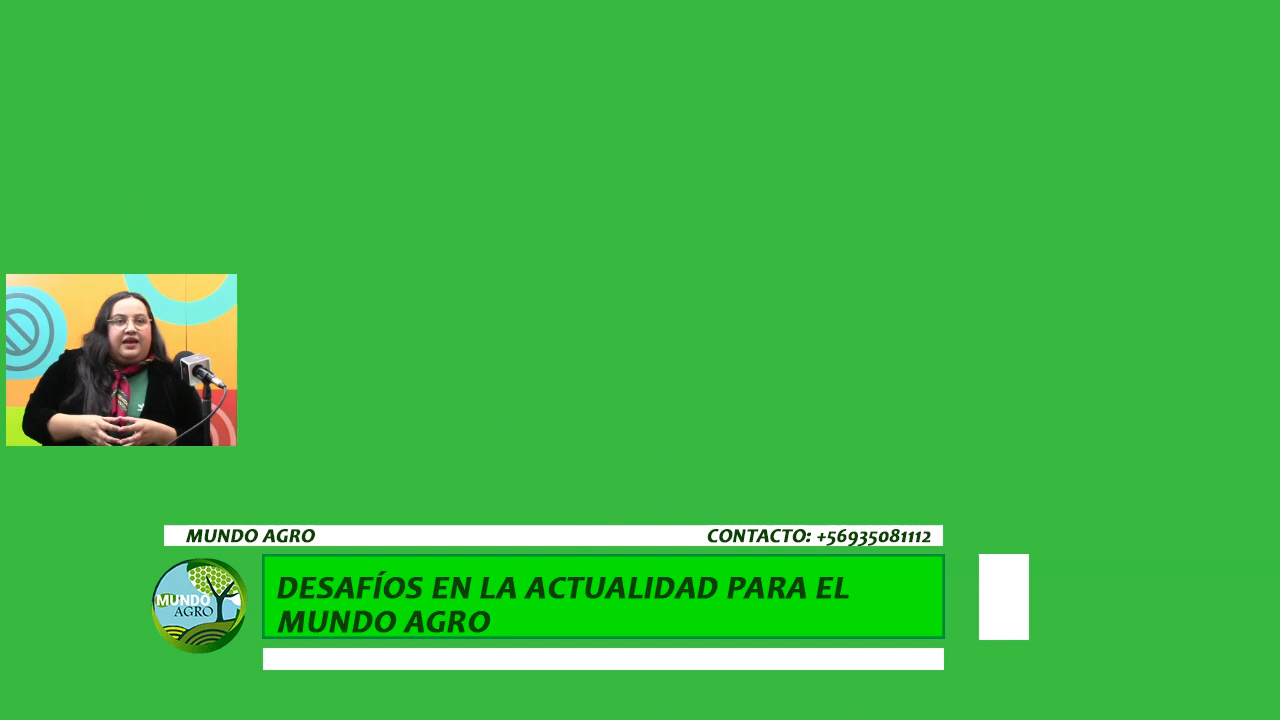 MUNDO AGRO
CONTACTO: +56935081112
MUNDO
AGRO
DESAFÍOS EN LA ACTUALIDAD PARA EL
MUNDO AGRO